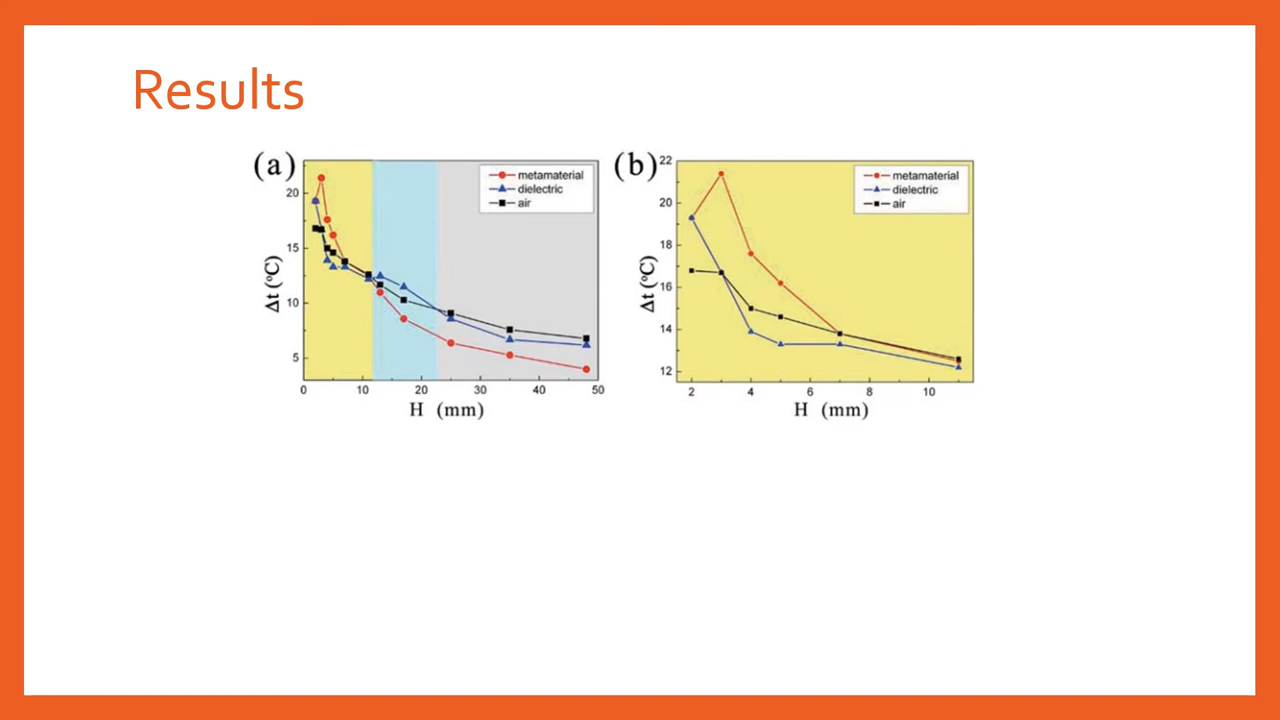 Results
(a)
metamaterial
dielectric
air
20
15
10
5
Δt (°C)
0 10 20 30 40 50
H (mm)
(b)
metamaterial
dielectric
air
22
20
18
16
14
12
Δt (°C)
2 4 6 8 10
H (mm)